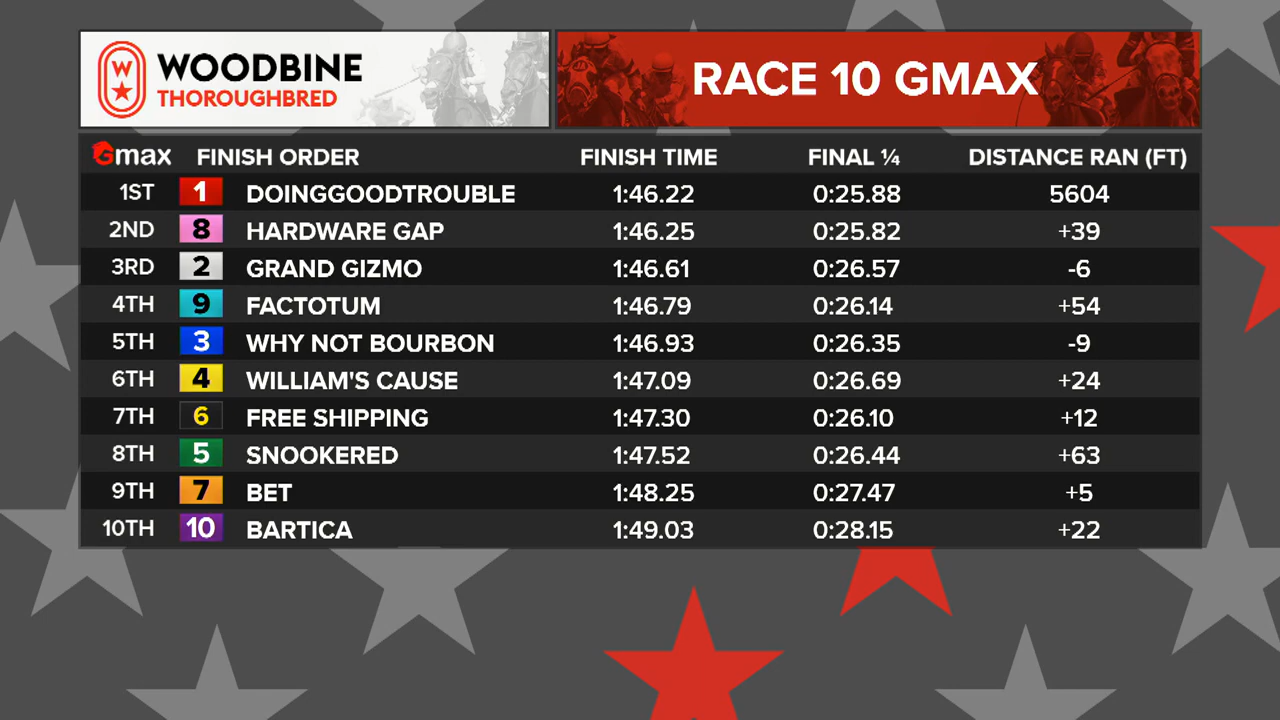 W
WOODBINE
THOROUGHBRED
RACE 10 GMAX
Gmax FINISH ORDER FINISH TIME FINAL ¼ DISTANCE RAN (FT)
1ST 1 DOINGGOODTROUBLE 1:46.22 0:25.88 5604
2ND 8 HARDWARE GAP 1:46.25 0:25.82 +39
3RD 2 GRAND GIZMO 1:46.61 0:26.57 -6
4TH 9 FACTOTUM 1:46.79 0:26.14 +54
5TH 3 WHY NOT BOURBON 1:46.93 0:26.35 -9
6TH 4 WILLIAM'S CAUSE 1:47.09 0:26.69 +24
7TH 6 FREE SHIPPING 1:47.30 0:26.10 +12
8TH 5 SNOOKERED 1:47.52 0:26.44 +63
9TH 7 BET 1:48.25 0:27.47 +5
10TH 10 BARTICA 1:49.03 0:28.15 +22